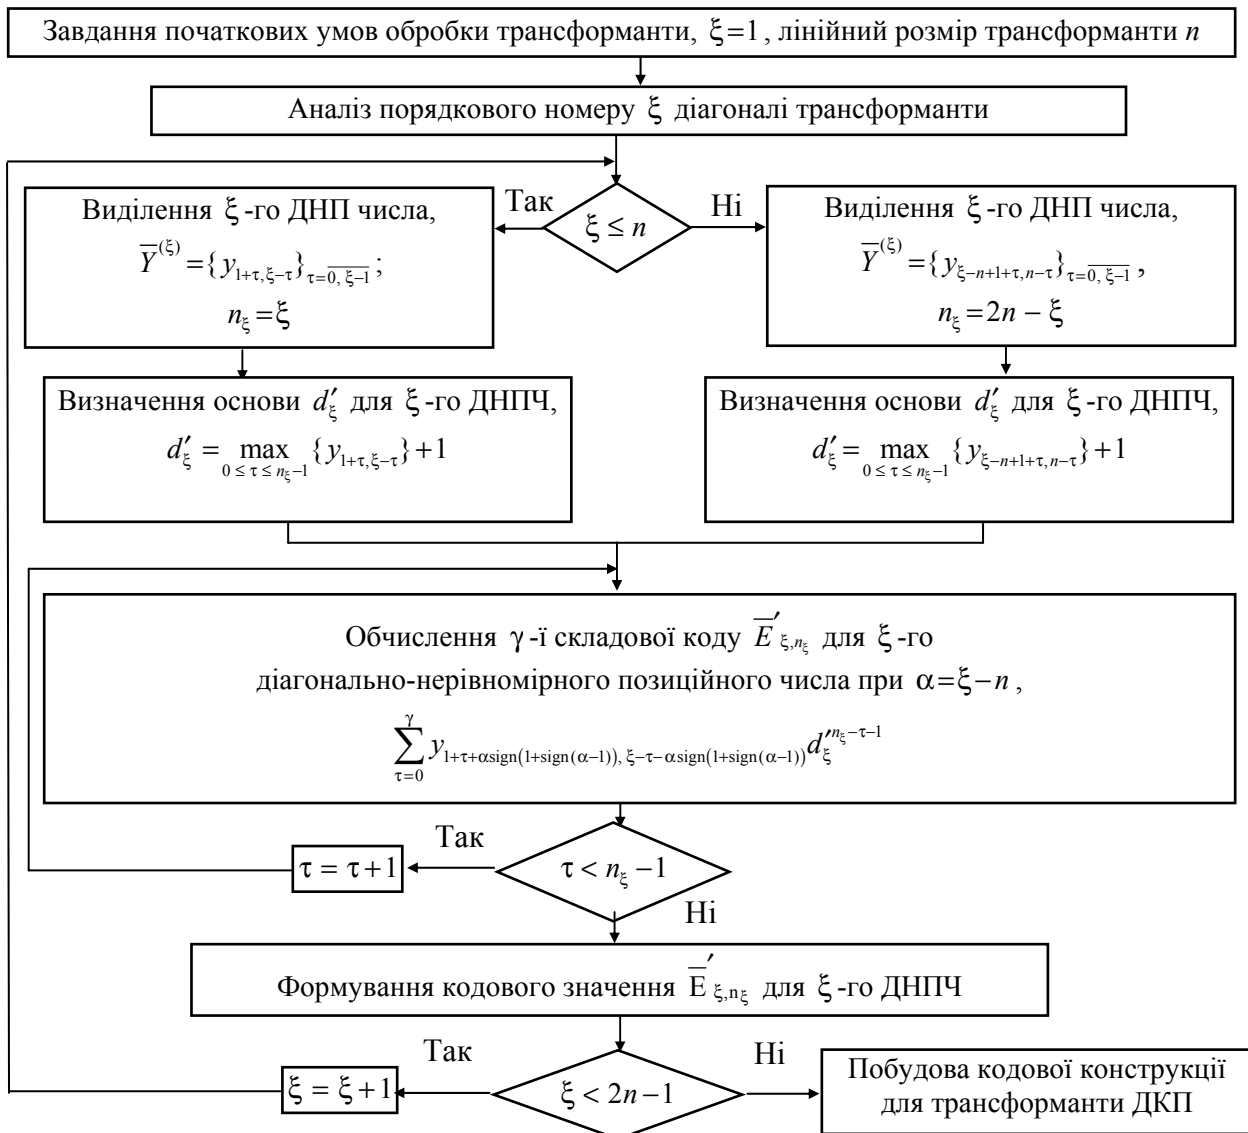 Завдання початкових умов обробки трансформанти, ξ=1, лінійний розмір трансформанти n
Аналіз порядкового номеру ξ діагоналі трансформанти
Так
ξ ≤ n
Ні
Виділення ξ-го ДНП числа,
Y̅^(ξ) = {y_{1+τ,ξ−τ}}_{τ=\overline{0, ξ−1}} ;
n_ξ = ξ
Виділення ξ-го ДНП числа,
Y̅^(ξ) = {y_{ξ−n+1+τ,n−τ}}_{τ=\overline{0, ξ−1}} ,
n_ξ = 2n − ξ
Визначення основи d′_ξ для ξ-го ДНПЧ,
d′_ξ = max_{0 ≤ τ ≤ n_ξ−1} {y_{1+τ,ξ−τ}} + 1
Визначення основи d′_ξ для ξ-го ДНПЧ,
d′_ξ = max_{0 ≤ τ ≤ n_ξ−1} {y_{ξ−n+1+τ,n−τ}} + 1
Обчислення γ-ї складової коду E̅′_{ξ,n_ξ} для ξ-го
діагонально-нерівномірного позиційного числа при α=ξ−n ,
∑_{τ=0}^{γ} y_{1+τ+αsign(1+sign(α−1)), ξ−τ−αsign(1+sign(α−1))} d′_ξ^{n_ξ−τ−1}
Так
τ = τ+1
τ < n_ξ −1
Ні
Формування кодового значення E̅′_{ξ,n_ξ} для ξ-го ДНПЧ
Так
Ні
ξ = ξ+1
ξ < 2n−1
Побудова кодової конструкції
для трансформанти ДКП